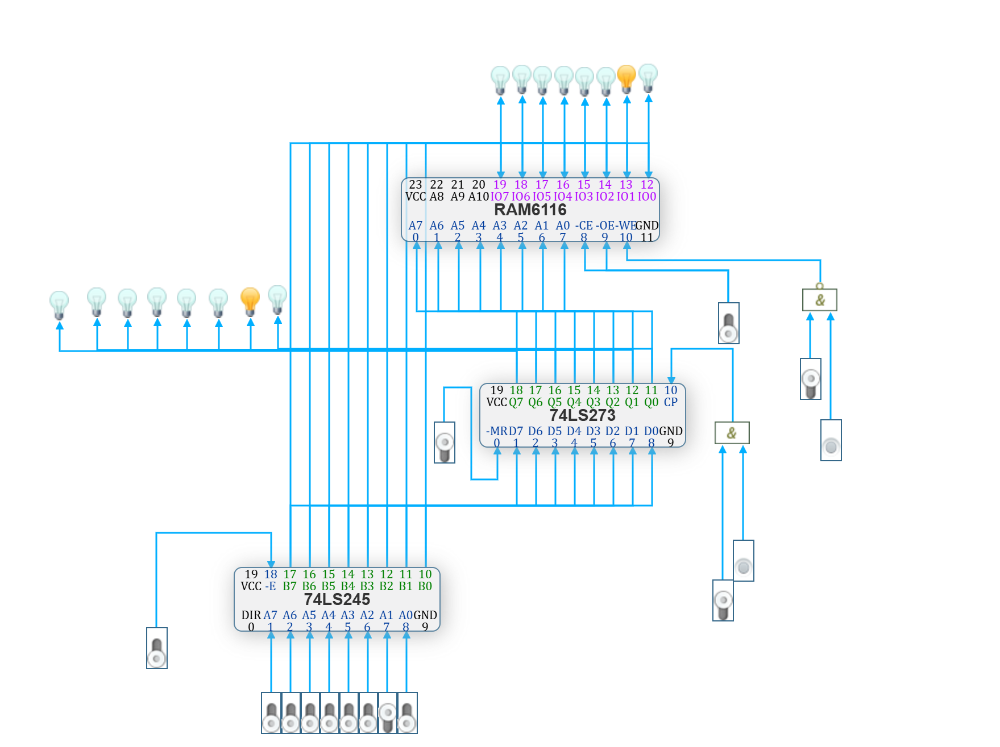 23 22 21 20 19 18 17 16 15 14 13 12
VCC A8 A9 A10 IO7 IO6 IO5 IO4 IO3 IO2 IO1 IO0
RAM6116
A7 A6 A5 A4 A3 A2 A1 A0 -CE -OE -WE GND
0 1 2 3 4 5 6 7 8 9 10 11
&
19 18 17 16 15 14 13 12 11 10
VCC Q7 Q6 Q5 Q4 Q3 Q2 Q1 Q0 CP
74LS273
-MR D7 D6 D5 D4 D3 D2 D1 D0 GND
0 1 2 3 4 5 6 7 8 9
&
19 18 17 16 15 14 13 12 11 10
VCC -E B7 B6 B5 B4 B3 B2 B1 B0
74LS245
DIR A7 A6 A5 A4 A3 A2 A1 A0 GND
0 1 2 3 4 5 6 7 8 9